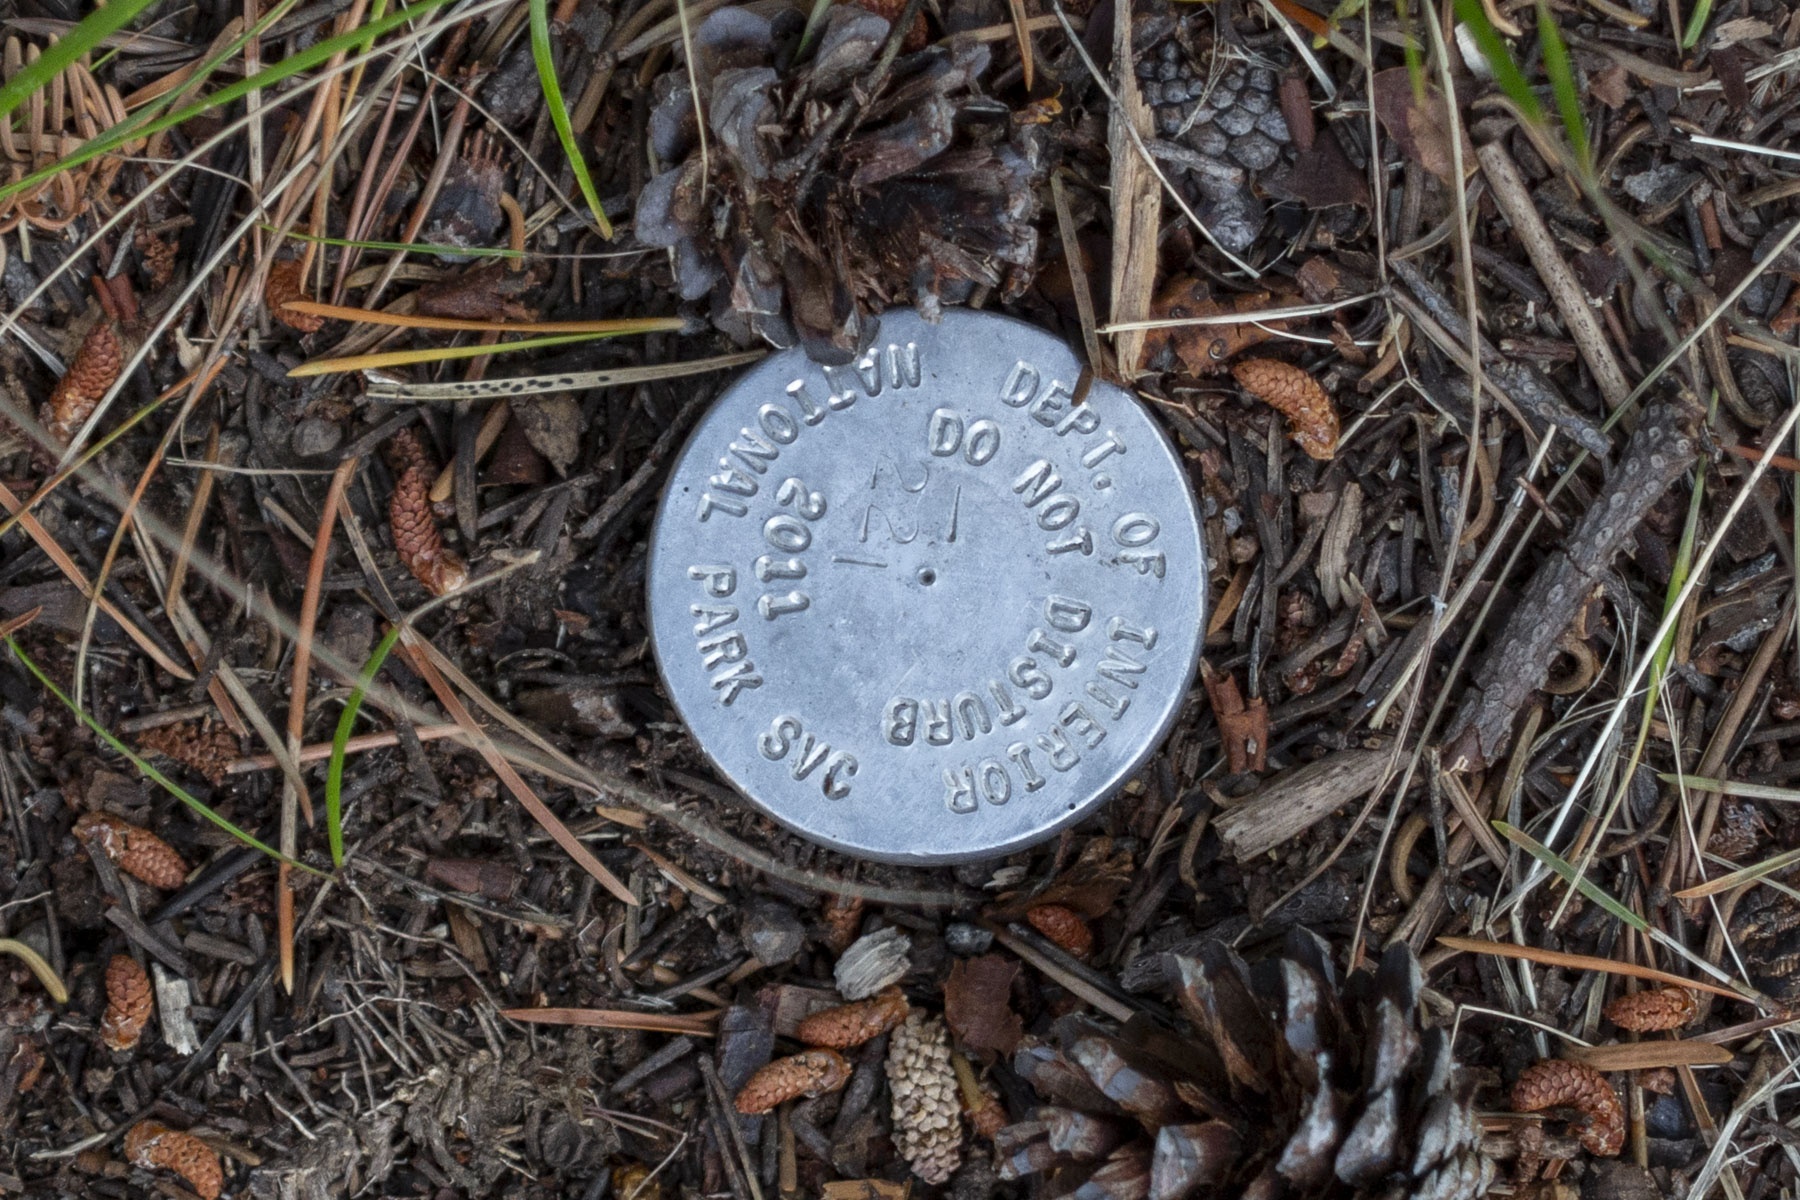 DEPT. OF INTERIOR
NATIONAL PARK SVC
DO NOT DISTURB
2011